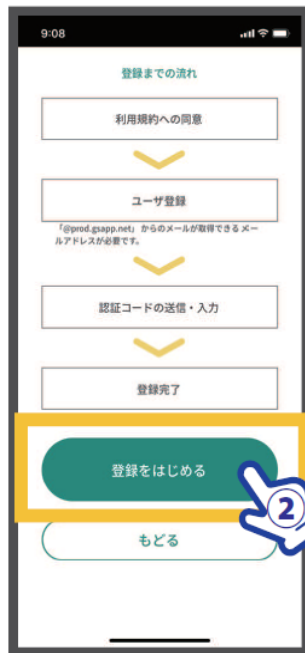 9:08
登録までの流れ
利用規約への同意
ユーザ登録
「@prod.gsapp.net」 からのメールが取得できる メー
ルアドレスが必要です。
認証コードの送信・入力
登録完了
登録をはじめる
②
もどる